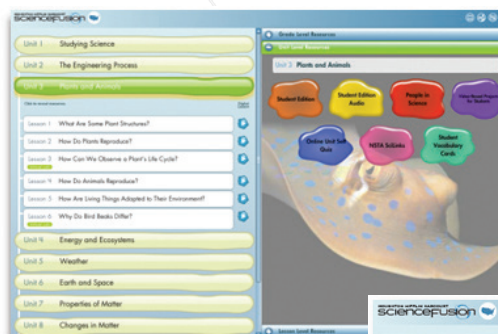 HOUGHTON MIFFLIN HARCOURT
sciencefusion
Unit 1 Studying Science
Unit 2 The Engineering Process
Unit 3 Plants and Animals
Lesson 1 What Are Some Plant Structures?
Lesson 2 How Do Plants Reproduce?
Lesson 3 How Can We Observe a Plant's Life Cycle?
Lesson 4 How Do Animals Reproduce?
Lesson 5 How Are Living Things Adapted to Their Environment?
Lesson 6 Why Do Bird Beaks Differ?
Unit 4 Energy and Ecosystems
Unit 5 Weather
Unit 6 Earth and Space
Unit 7 Properties of Matter
Unit 8 Changes in Matter
Grade Level Resources
Unit Level Resources
Unit 3 Plants and Animals
Student Edition
Student Edition
Audio
People in
Science
Online Unit Self
Quiz
NSTA SciLinks
Student
Vocabulary
Cards
Lesson Level Resources
HOUGHTON MIFFLIN HARCOURT
sciencefusion